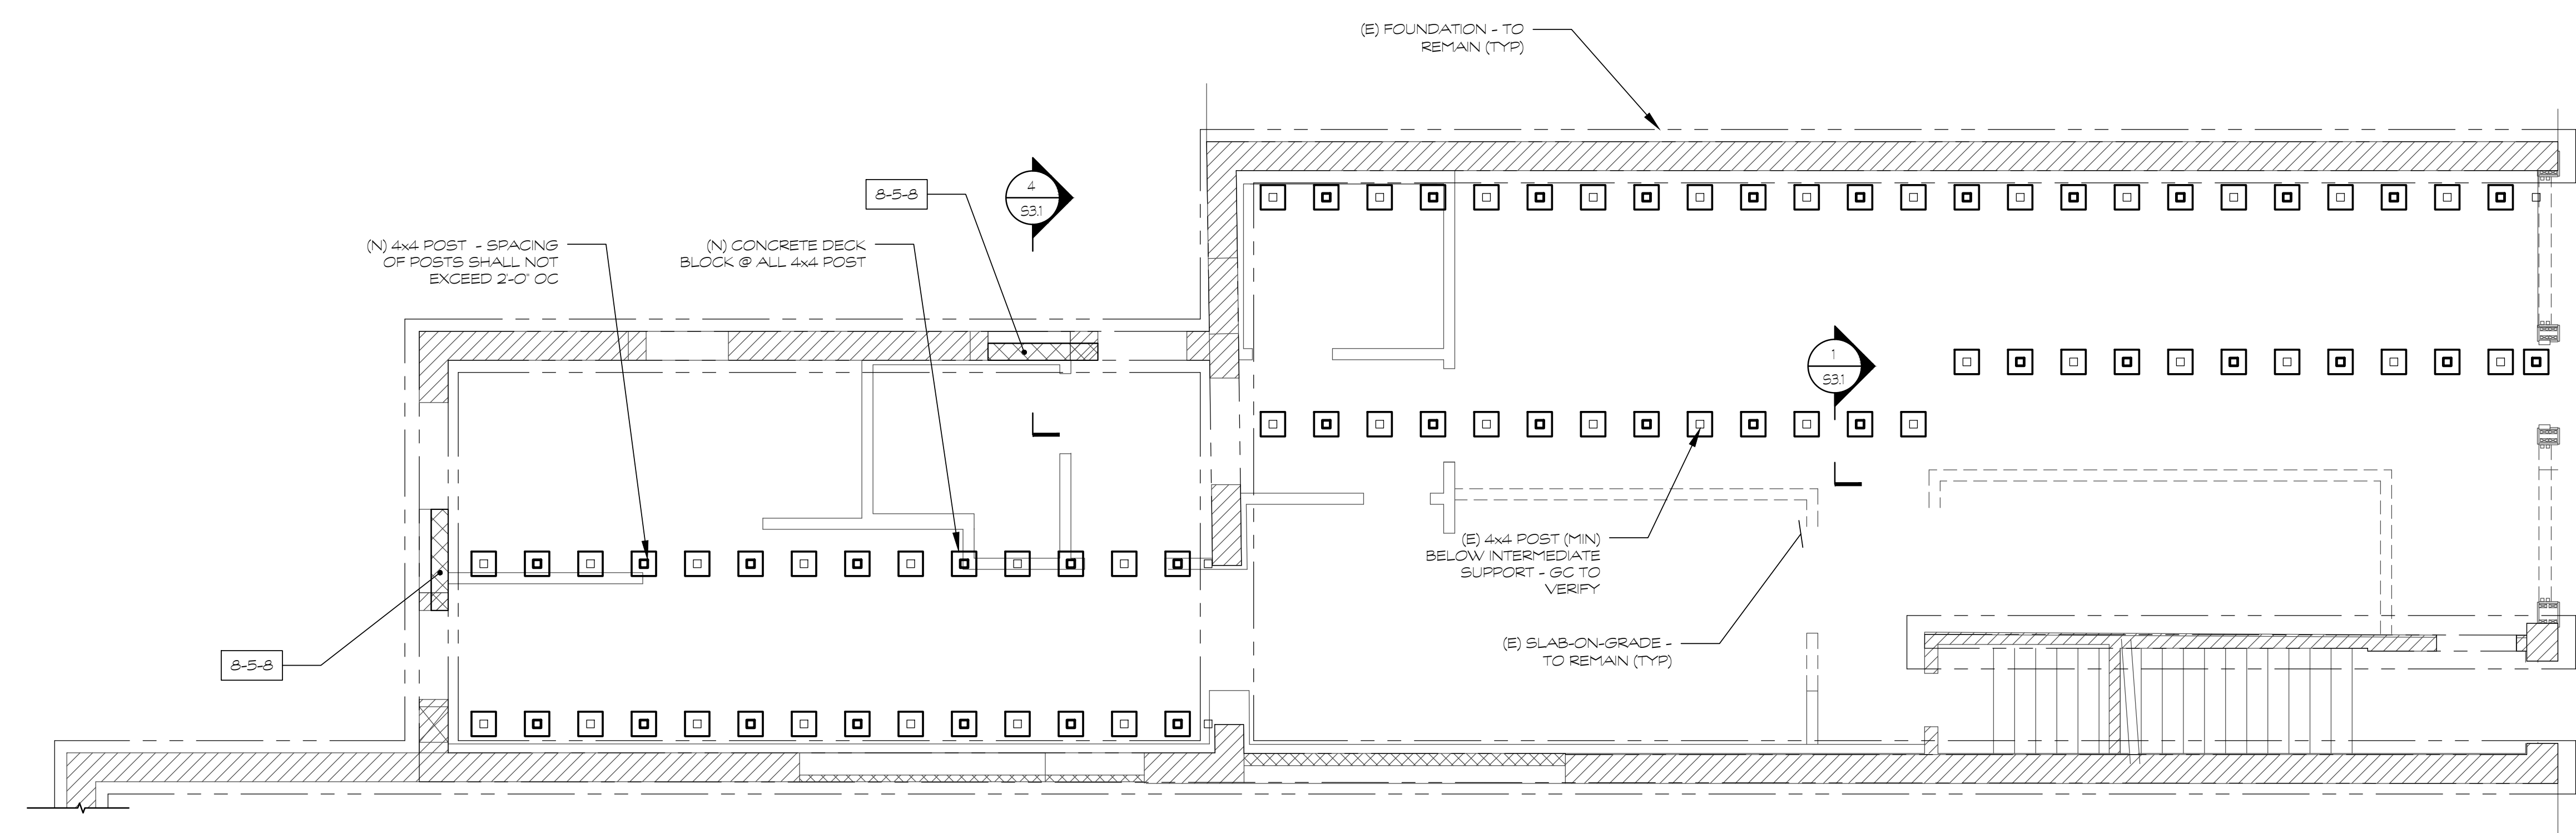 (E) FOUNDATION - TO
REMAIN (TYP)
4
S3.1
8-5-8
(N) 4x4 POST - SPACING
OF POSTS SHALL NOT
EXCEED 2'-0" OC
(N) CONCRETE DECK
BLOCK @ ALL 4x4 POST
1
S3.1
(E) 4x4 POST (MIN)
BELOW INTERMEDIATE
SUPPORT - GC TO
VERIFY
(E) SLAB-ON-GRADE -
TO REMAIN (TYP)
8-5-8